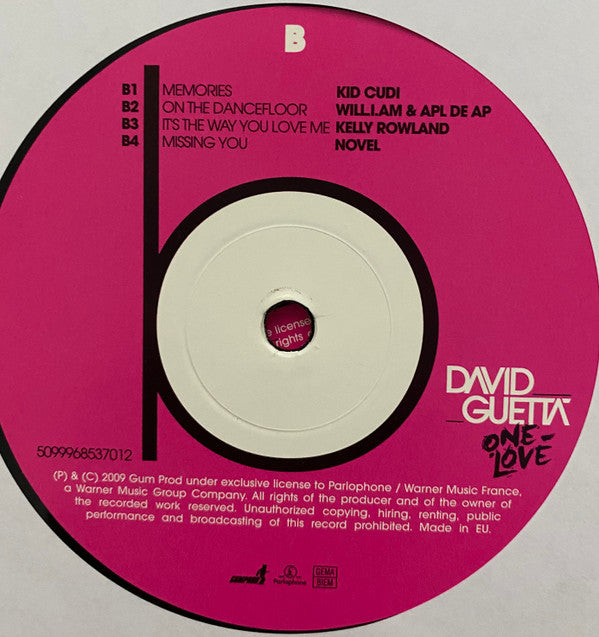 B
B1 MEMORIES KID CUDI
B2 ON THE DANCEFLOOR WILL.I.AM & APL DE AP
B3 IT'S THE WAY YOU LOVE ME KELLY ROWLAND
B4 MISSING YOU NOVEL
e license
rights
DAVID
GUETTA
ONE
LOVE
5099968537012
(P) & (C) 2009 Gum Prod under exclusive license to Parlophone / Warner Music France,
a Warner Music Group Company. All rights of the producer and of the owner of
the recorded work reserved. Unauthorized copying, hiring, renting, public
performance and broadcasting of this record prohibited. Made in EU.
GUMPROD Parlophone GEMA
BIEM